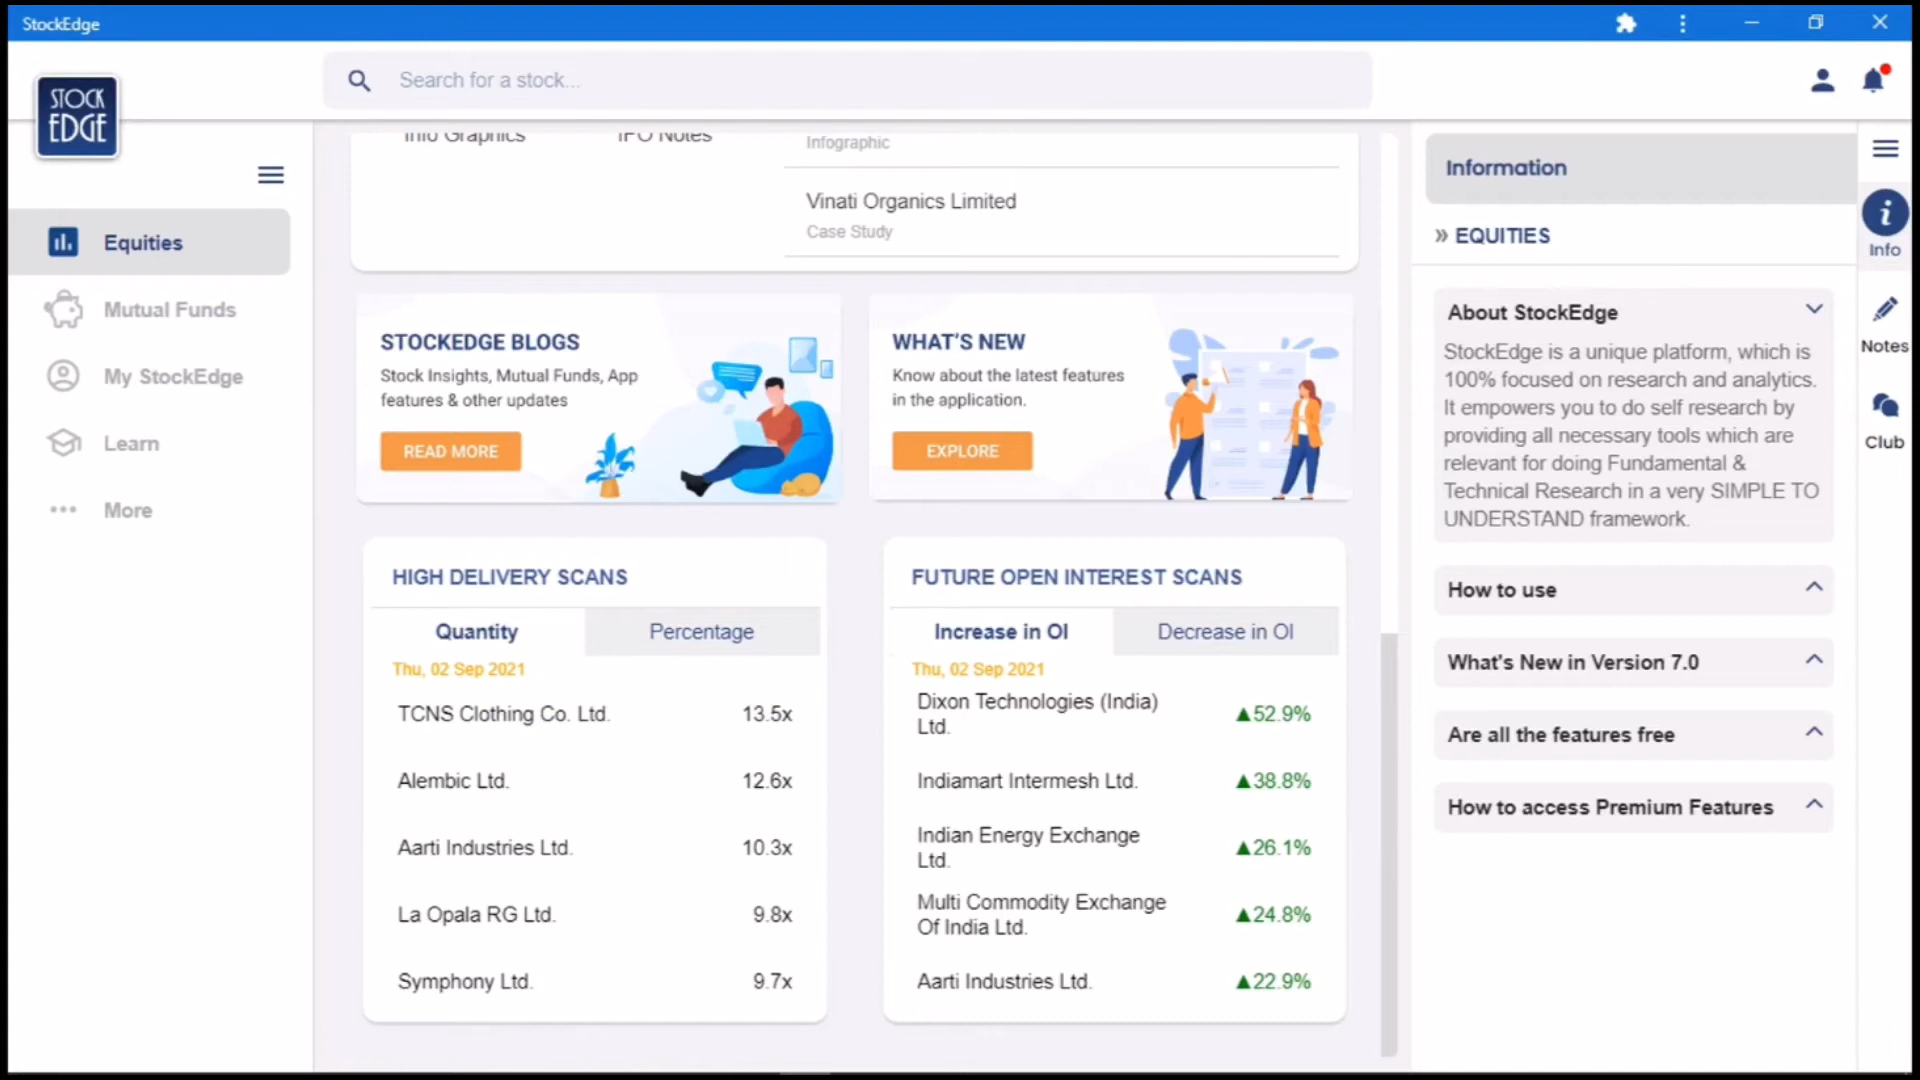 StockEdge
STOCK
EDGE
Search for a stock...
Equities
Mutual Funds
My StockEdge
Learn
More
Info Graphics
IPO Notes
Infographic
Vinati Organics Limited
Case Study
STOCKEDGE BLOGS
Stock Insights, Mutual Funds, App
features & other updates
READ MORE
WHAT'S NEW
Know about the latest features
in the application.
EXPLORE
HIGH DELIVERY SCANS
Quantity
Percentage
Thu, 02 Sep 2021
TCNS Clothing Co. Ltd. 13.5x
Alembic Ltd. 12.6x
Aarti Industries Ltd. 10.3x
La Opala RG Ltd. 9.8x
Symphony Ltd. 9.7x
FUTURE OPEN INTEREST SCANS
Increase in OI
Decrease in OI
Thu, 02 Sep 2021
Dixon Technologies (India)
Ltd.
▲52.9%
Indiamart Intermesh Ltd. ▲38.8%
Indian Energy Exchange
Ltd.
▲26.1%
Multi Commodity Exchange
Of India Ltd.
▲24.8%
Aarti Industries Ltd. ▲22.9%
Information
» EQUITIES
About StockEdge
StockEdge is a unique platform, which is
100% focused on research and analytics.
It empowers you to do self research by
providing all necessary tools which are
relevant for doing Fundamental &
Technical Research in a very SIMPLE TO
UNDERSTAND framework.
How to use
What's New in Version 7.0
Are all the features free
How to access Premium Features
i
Info
Notes
Club